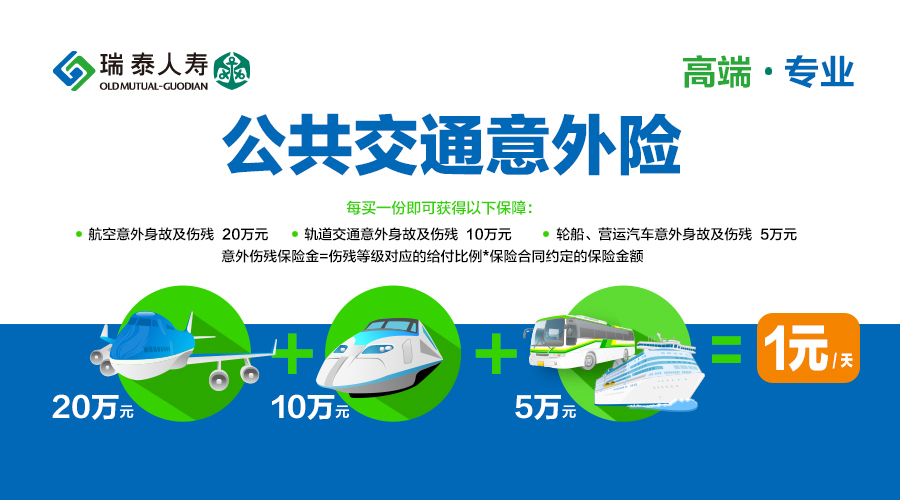 瑞泰人寿
OLDMUTUAL-GUODIAN
高端·专业
公共交通意外险
每买一份即可获得以下保障：
• 航空意外身故及伤残 20万元 • 轨道交通意外身故及伤残 10万元 • 轮船、营运汽车意外身故及伤残 5万元
意外伤残保险金=伤残等级对应的给付比例*保险合同约定的保险金额
20万元 + 10万元 + 5万元 = 1元/天